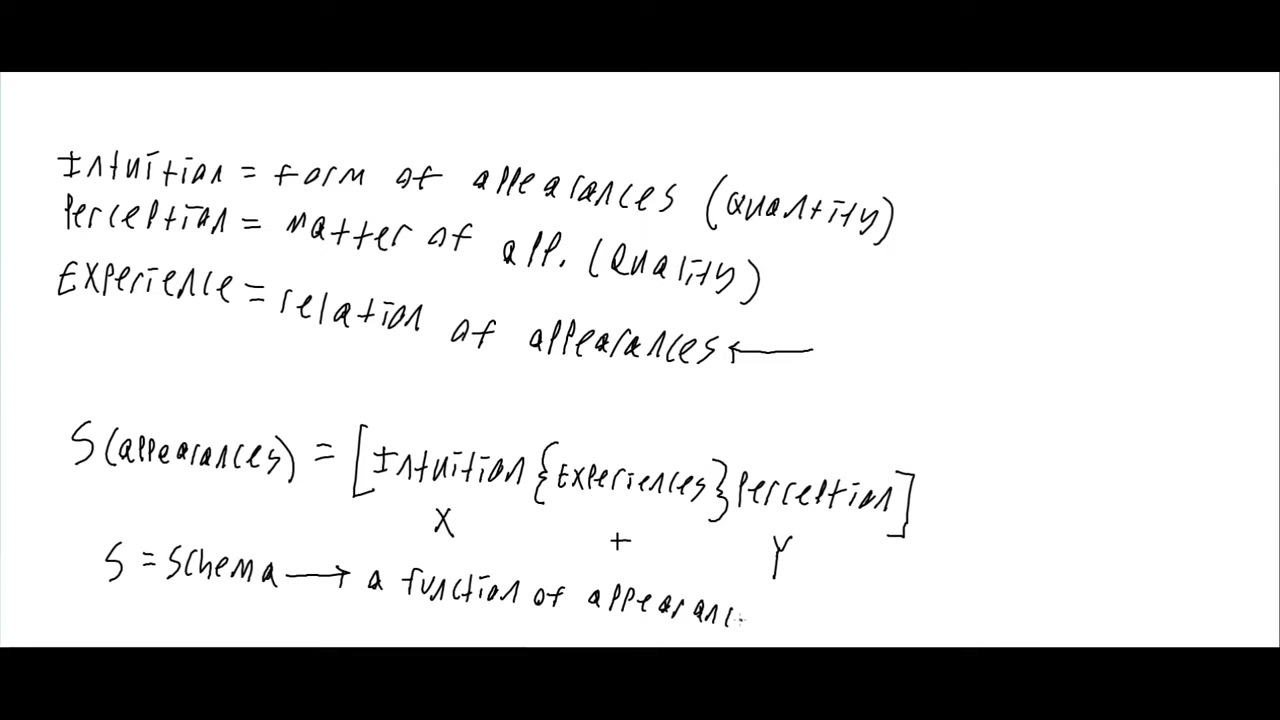 Intuition = form of appearances (Quantity)
Perception = matter of app. (Quality)
Experience = relation of appearances ←
S(appearances) = [Intuition {Experiences} Perception]
X + Y
S = Schema → a function of appearanc